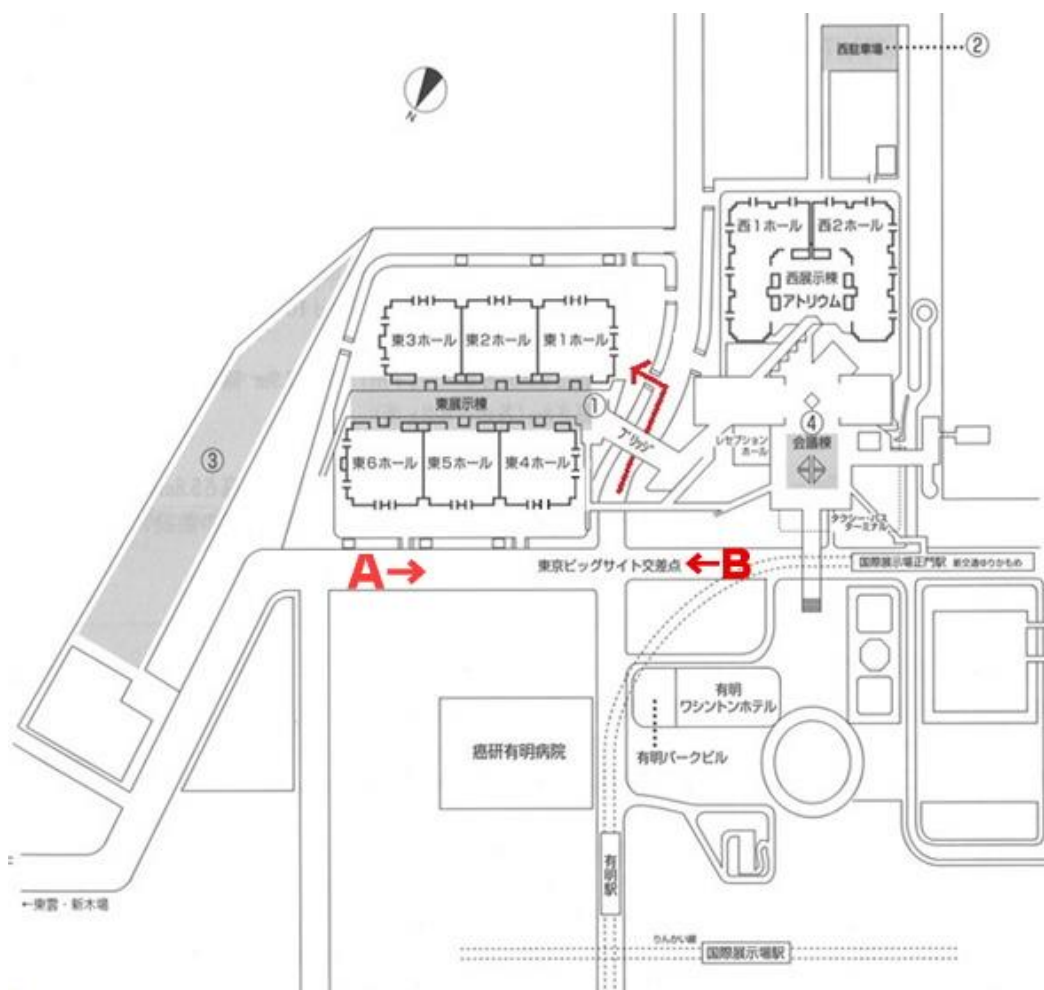 西駐車場
②
N
西1ホール
西2ホール
西展示棟
アトリウム
東3ホール
東2ホール
東1ホール
東展示棟
①
ブリッジ
レセプション
ホール
④
会議棟
③
東6ホール
東5ホール
東4ホール
タクシー・バス
ターミナル
A
東京ビッグサイト交差点
B
国際展示場正門駅 新交通ゆりかもめ
有明
ワシントンホテル
癌研有明病院
有明パークビル
有明駅
←東雲・新木場
りんかい線
国際展示場駅